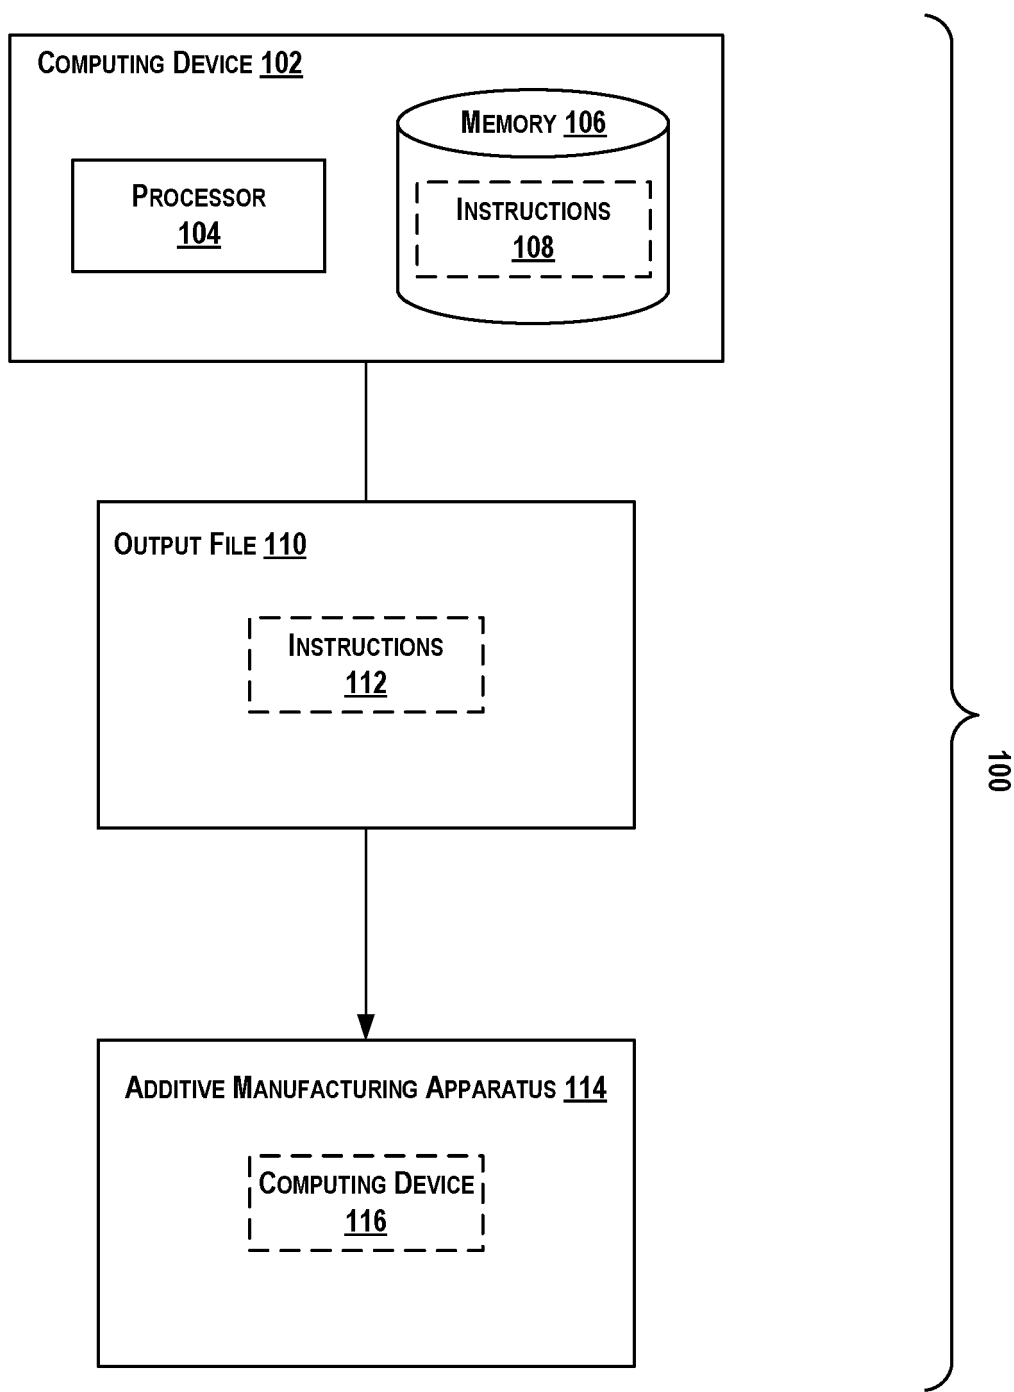 COMPUTING DEVICE 102
MEMORY 106
PROCESSOR
104
INSTRUCTIONS
108
OUTPUT FILE 110
INSTRUCTIONS
112
100
ADDITIVE MANUFACTURING APPARATUS 114
COMPUTING DEVICE
116